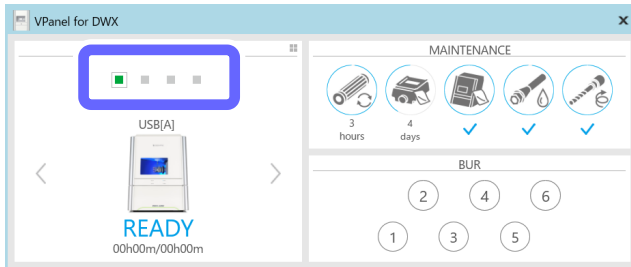 VPanel for DWX
MAINTENANCE
3
hours
4
days
USB[A]
READY
00h00m/00h00m
BUR
2
4
6
1
3
5